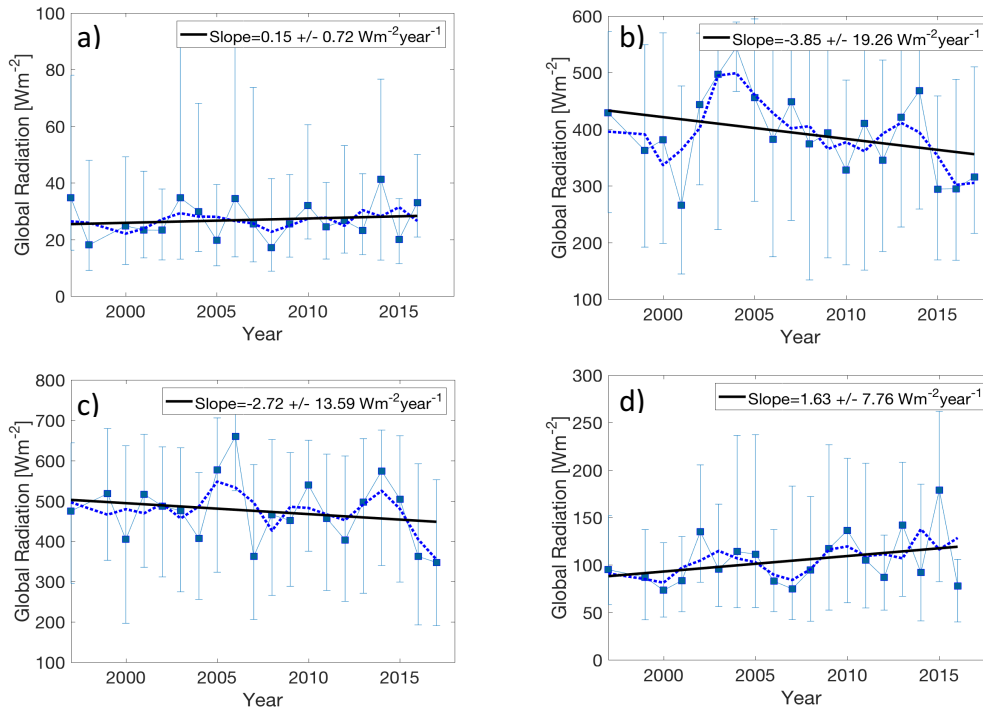 a)
Slope=0.15 +/- 0.72 Wm⁻²year⁻¹
Global Radiation [Wm⁻²]
100
80
60
40
20
0
2000 2005 2010 2015
Year
b)
Slope=-3.85 +/- 19.26 Wm⁻²year⁻¹
Global Radiation [Wm⁻²]
600
500
400
300
200
100
2000 2005 2010 2015
Year
c)
Slope=-2.72 +/- 13.59 Wm⁻²year⁻¹
Global Radiation [Wm⁻²]
800
700
600
500
400
300
200
100
2000 2005 2010 2015
Year
d)
Slope=1.63 +/- 7.76 Wm⁻²year⁻¹
Global Radiation [Wm⁻²]
300
250
200
150
100
50
0
2000 2005 2010 2015
Year